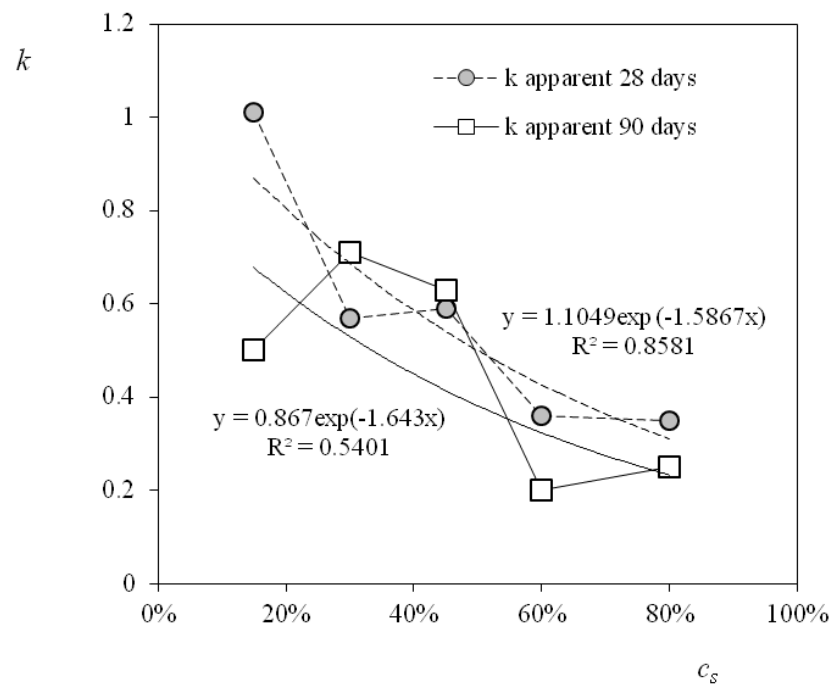 k
1.2
1
0.8
0.6
0.4
0.2
0
k apparent 28 days
k apparent 90 days
y = 1.1049exp(-1.5867x)
R² = 0.8581
y = 0.867exp(-1.643x)
R² = 0.5401
0% 20% 40% 60% 80% 100%
cₛ